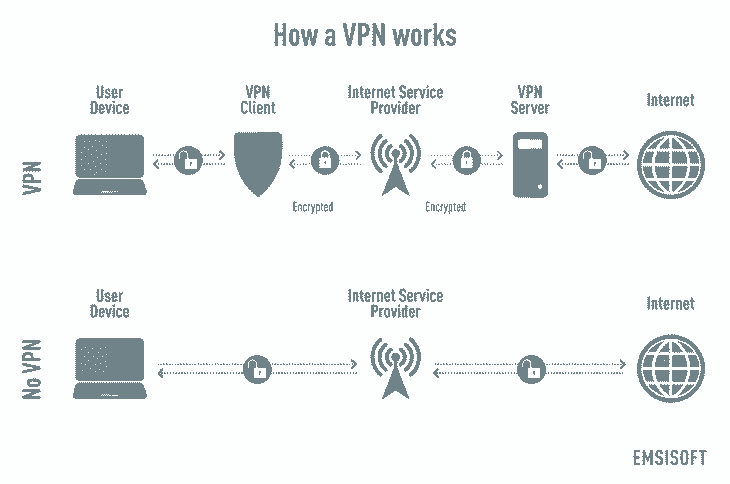 How a VPN works
User
Device
VPN
Client
Internet Service
Provider
VPN
Server
Internet
VPN
Encrypted
Encrypted
User
Device
Internet Service
Provider
Internet
No VPN
EMSISOFT